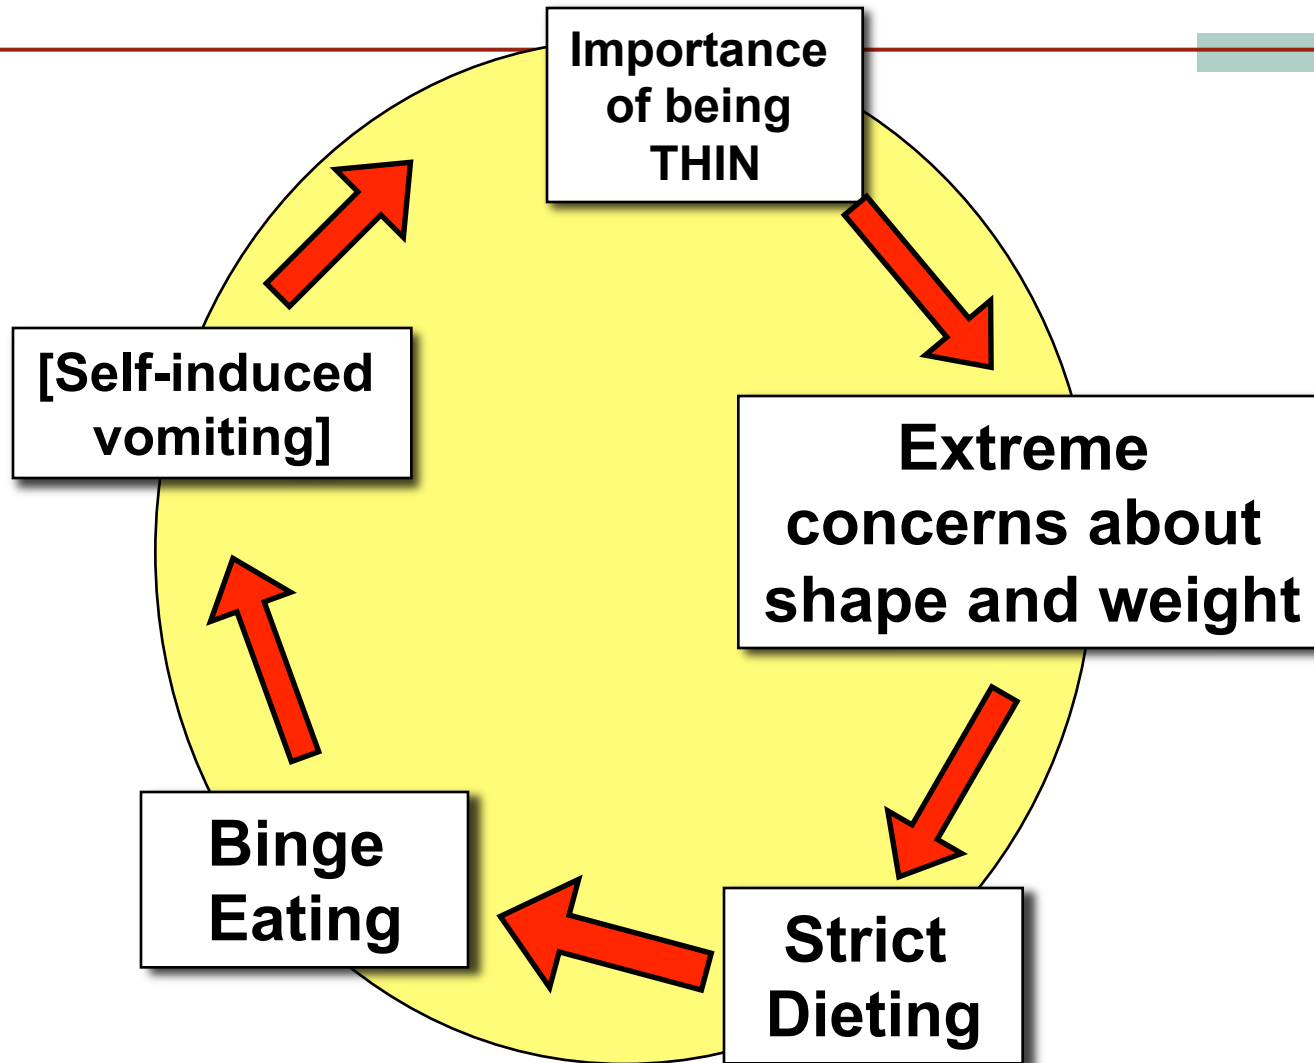 Importance
of being
THIN
Extreme
concerns about
shape and weight
Strict
Dieting
Binge
Eating
[Self-induced
vomiting]